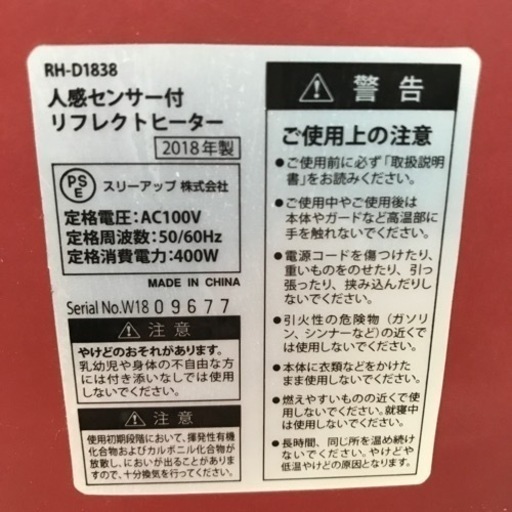 RH-D1838
人感センサー付
リフレクトヒーター
2018年製
PSE
スリーアップ 株式会社
定格電圧:AC100V
定格周波数:50/60Hz
定格消費電力:400W
MADE IN CHINA
Serial No.W18 09677
⚠注意
やけどのおそれがあります。
乳幼児や身体の不自由な方
には付き添いなしでは使用
しないでください。
⚠注意
使用初期段階において、揮発性有機
化合物およびカルボニル化合物が
放散し、においが出ることがありま
すので、十分換気を行ってください。
⚠警告
ご使用上の注意
●ご使用前に必ず「取扱説明
書」をお読みください。
●ご使用中やご使用後は
本体やガードなど高温部に
手を触れないでください。
●電源コードを傷つけたり、
重いものをのせたり、引っ
張ったり、挟み込んだりし
ないでください。
●引火性の危険物(ガソリ
ン、シンナーなど)の近くで
は使用しないでください。
●本体に衣類などをかけた
まま使用しないでください。
●燃えやすいものの近くで使
用しないでください。就寝中
は使用しないでください。
●長時間、同じ所を温め続け
ないでください。やけどや
低温やけどの原因となります。